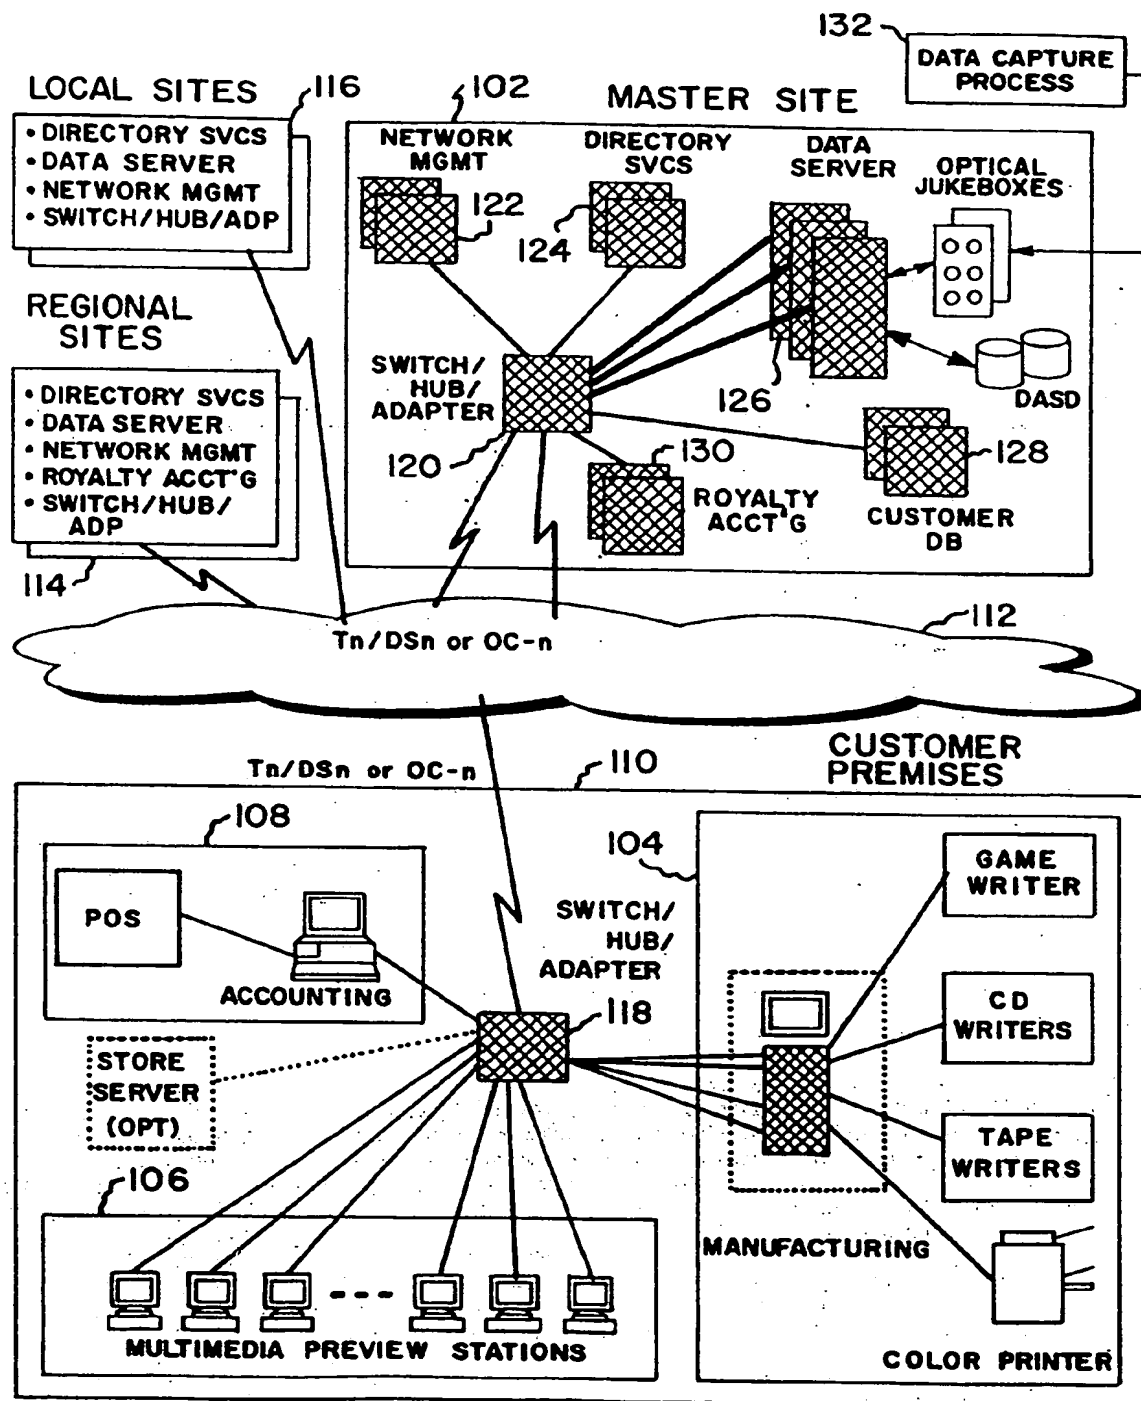 132
DATA CAPTURE
PROCESS
LOCAL SITES
116
• DIRECTORY SVCS
• DATA SERVER
• NETWORK MGMT
• SWITCH/HUB/ADP
REGIONAL
SITES
• DIRECTORY SVCS
• DATA SERVER
• NETWORK MGMT
• ROYALTY ACCT'G
• SWITCH/HUB/
ADP
114
102
MASTER SITE
NETWORK
MGMT
122
DIRECTORY
SVCS
124
DATA
SERVER
126
OPTICAL
JUKEBOXES
DASD
SWITCH/
HUB/
ADAPTER
120
130
ROYALTY
ACCT'G
128
CUSTOMER
DB
112
Tn/DSn or OC-n
Tn/DSn or OC-n
110
CUSTOMER
PREMISES
108
POS
ACCOUNTING
STORE
SERVER
(OPT)
SWITCH/
HUB/
ADAPTER
118
104
GAME
WRITER
CD
WRITERS
TAPE
WRITERS
MANUFACTURING
COLOR PRINTER
106
MULTIMEDIA PREVIEW STATIONS